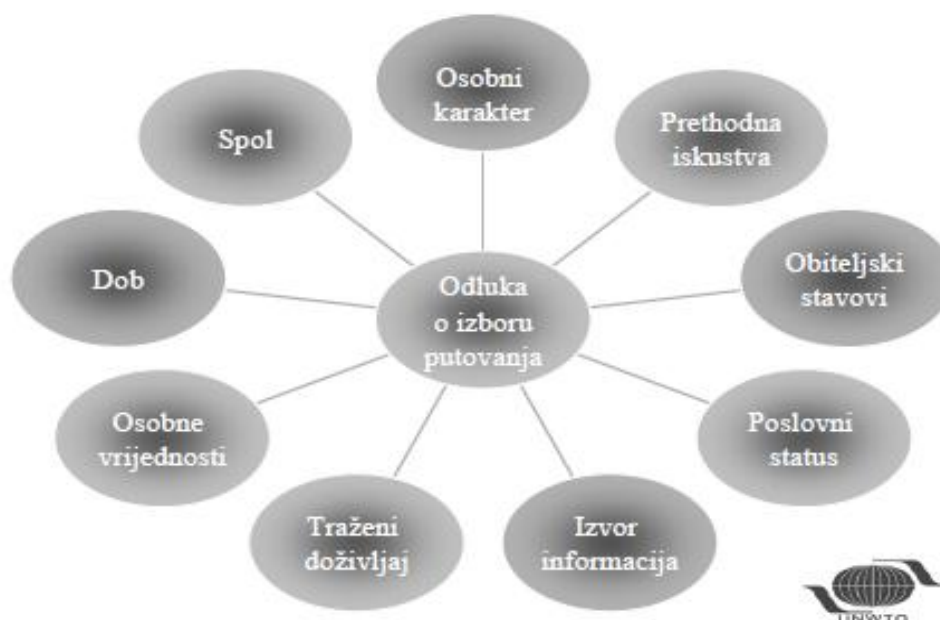 Osobni
karakter
Prethodna
iskustva
Obiteljski
stavovi
Poslovni
status
Izvor
informacija
Traženi
doživljaj
Osobne
vrijednosti
Dob
Spol
Odluka
o izboru
putovanja
UNWTO